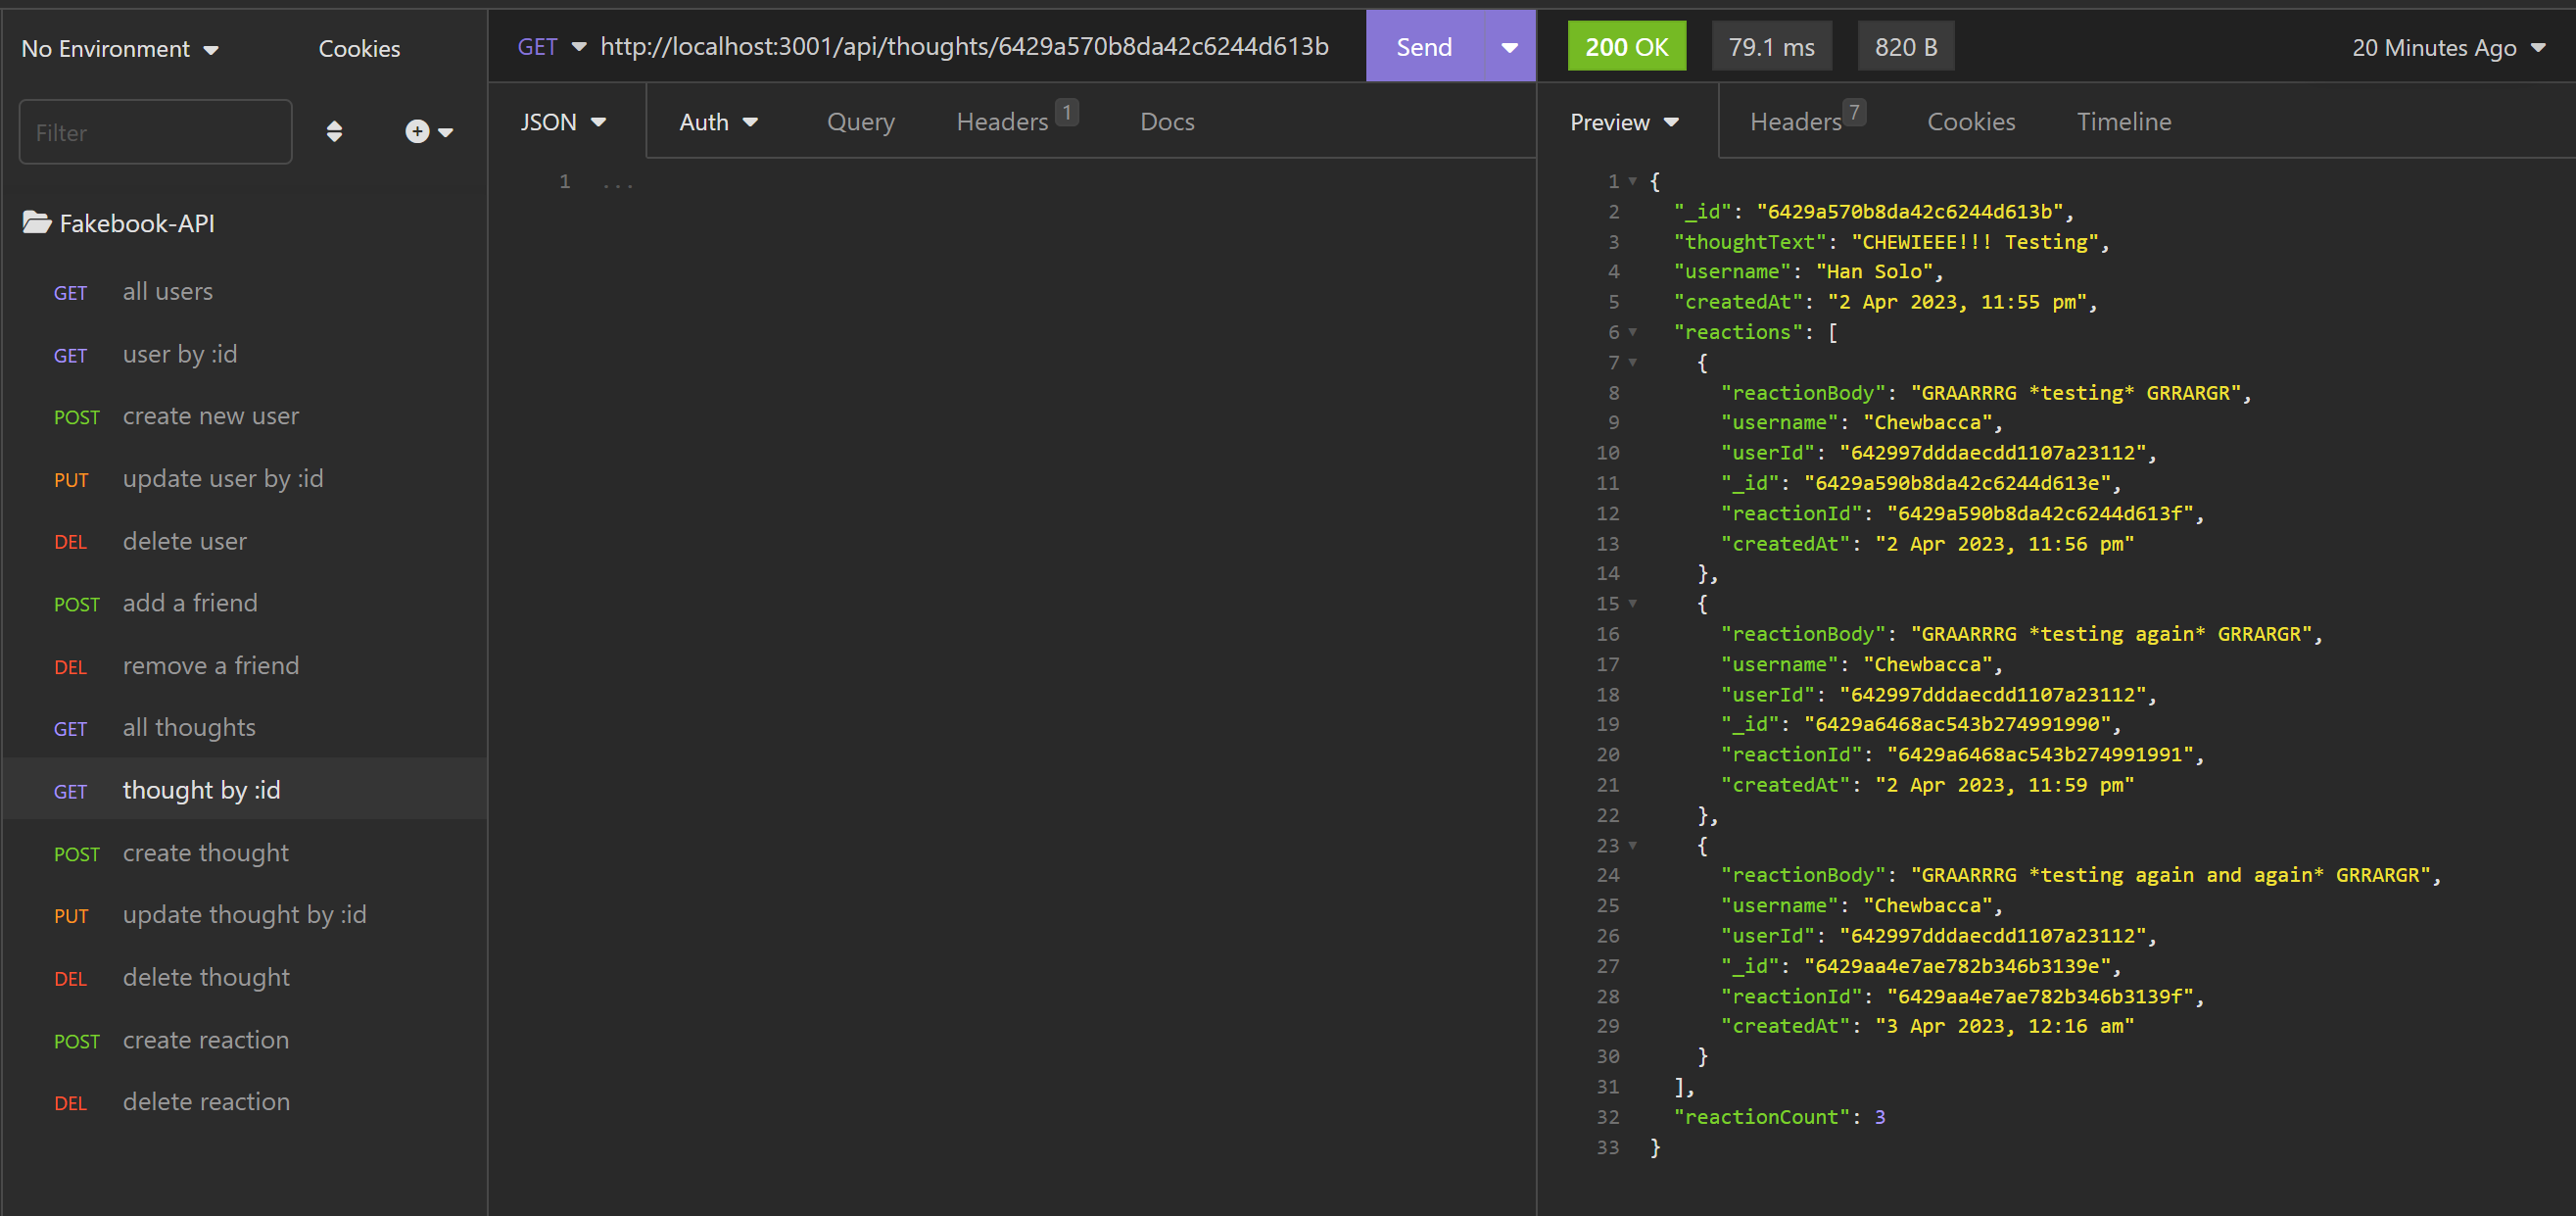 No Environment
Cookies
Filter
Fakebook-API
GET all users
GET user by :id
POST create new user
PUT update user by :id
DEL delete user
POST add a friend
DEL remove a friend
GET all thoughts
GET thought by :id
POST create thought
PUT update thought by :id
DEL delete thought
POST create reaction
DEL delete reaction
GET http://localhost:3001/api/thoughts/6429a570b8da42c6244d613b Send
JSON Auth Query Headers 1 Docs
1 ...
200 OK 79.1 ms 820 B 20 Minutes Ago
Preview Headers 7 Cookies Timeline
1 {
2 "_id": "6429a570b8da42c6244d613b",
3 "thoughtText": "CHEWIEEE!!! Testing",
4 "username": "Han Solo",
5 "createdAt": "2 Apr 2023, 11:55 pm",
6 "reactions": [
7 {
8 "reactionBody": "GRAARRRG *testing* GRRARGR",
9 "username": "Chewbacca",
10 "userId": "642997dddaecdd1107a23112",
11 "_id": "6429a590b8da42c6244d613e",
12 "reactionId": "6429a590b8da42c6244d613f",
13 "createdAt": "2 Apr 2023, 11:56 pm"
14 },
15 {
16 "reactionBody": "GRAARRRG *testing again* GRRARGR",
17 "username": "Chewbacca",
18 "userId": "642997dddaecdd1107a23112",
19 "_id": "6429a6468ac543b274991990",
20 "reactionId": "6429a6468ac543b274991991",
21 "createdAt": "2 Apr 2023, 11:59 pm"
22 },
23 {
24 "reactionBody": "GRAARRRG *testing again and again* GRRARGR",
25 "username": "Chewbacca",
26 "userId": "642997dddaecdd1107a23112",
27 "_id": "6429aa4e7ae782b346b3139e",
28 "reactionId": "6429aa4e7ae782b346b3139f",
29 "createdAt": "3 Apr 2023, 12:16 am"
30 }
31 ],
32 "reactionCount": 3
33 }